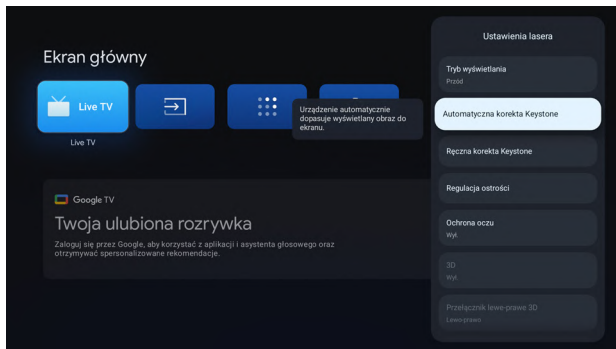 Ekran główny
Live TV
Live TV
Urządzenie automatycznie
dopasuje wyświetlany obraz do
ekranu.
Google TV
Twoja ulubiona rozrywka
Zaloguj się przez Google, aby korzystać z aplikacji i asystenta głosowego oraz
otrzymywać spersonalizowane rekomendacje.
Ustawienia lasera
Tryb wyświetlania
Przód
Automatyczna korekta Keystone
Ręczna korekta Keystone
Regulacja ostrości
Ochrona oczu
Wył.
3D
Wył.
Przełącznik lewe-prawe 3D
Lewo-prawo